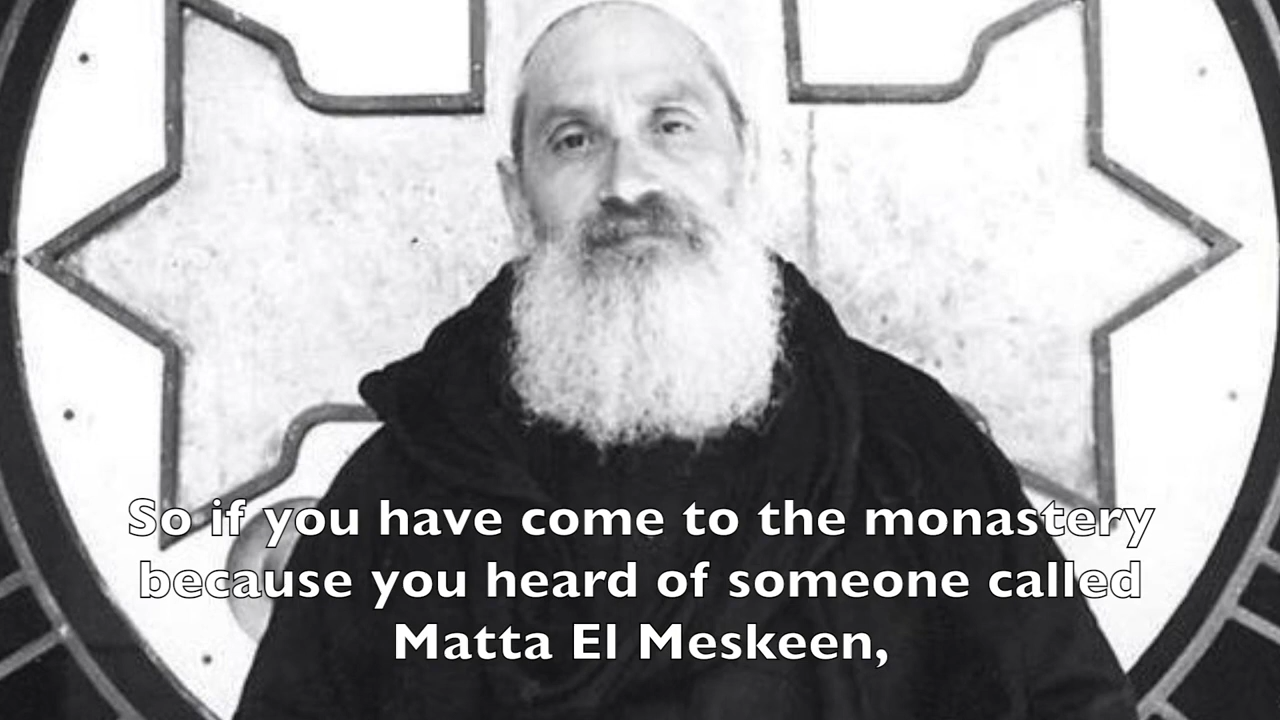 So if you have come to the monastery
because you heard of someone called
Matta El Meskeen,